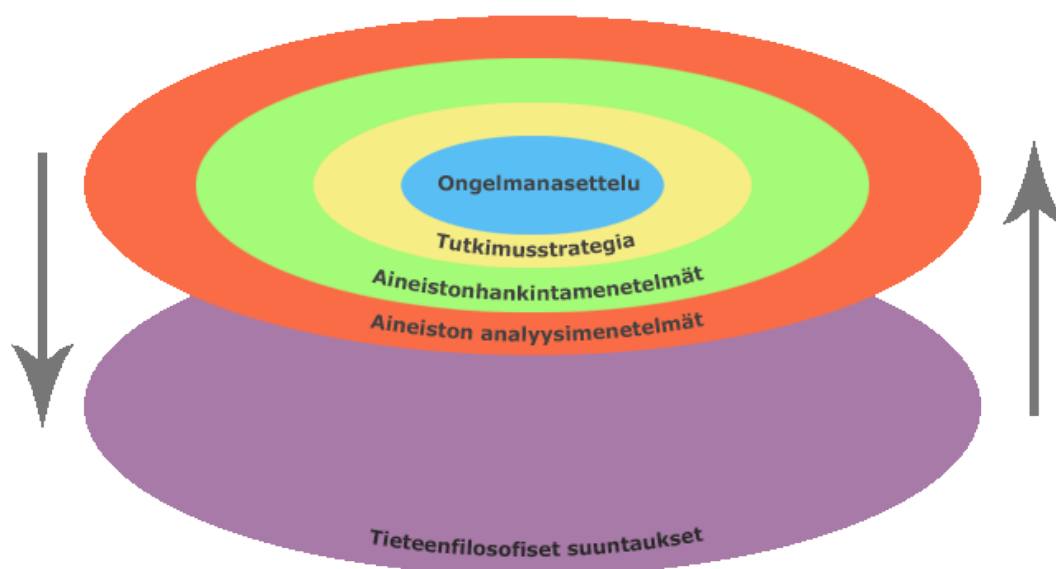 Ongelmanasettelu
Tutkimusstrategia
Aineistonhankintamenetelmät
Aineiston analyysimenetelmät
Tieteenfilosofiset suuntaukset